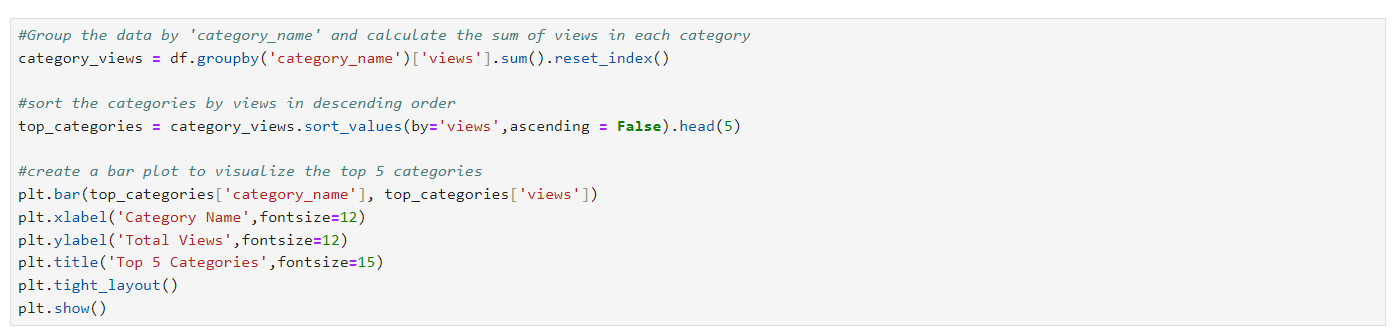 #Group the data by 'category_name' and calculate the sum of views in each category
category_views = df.groupby('category_name')['views'].sum().reset_index()
#sort the categories by views in descending order
top_categories = category_views.sort_values(by='views',ascending = False).head(5)
#create a bar plot to visualize the top 5 categories
plt.bar(top_categories['category_name'], top_categories['views'])
plt.xlabel('Category Name',fontsize=12)
plt.ylabel('Total Views',fontsize=12)
plt.title('Top 5 Categories',fontsize=15)
plt.tight_layout()
plt.show()